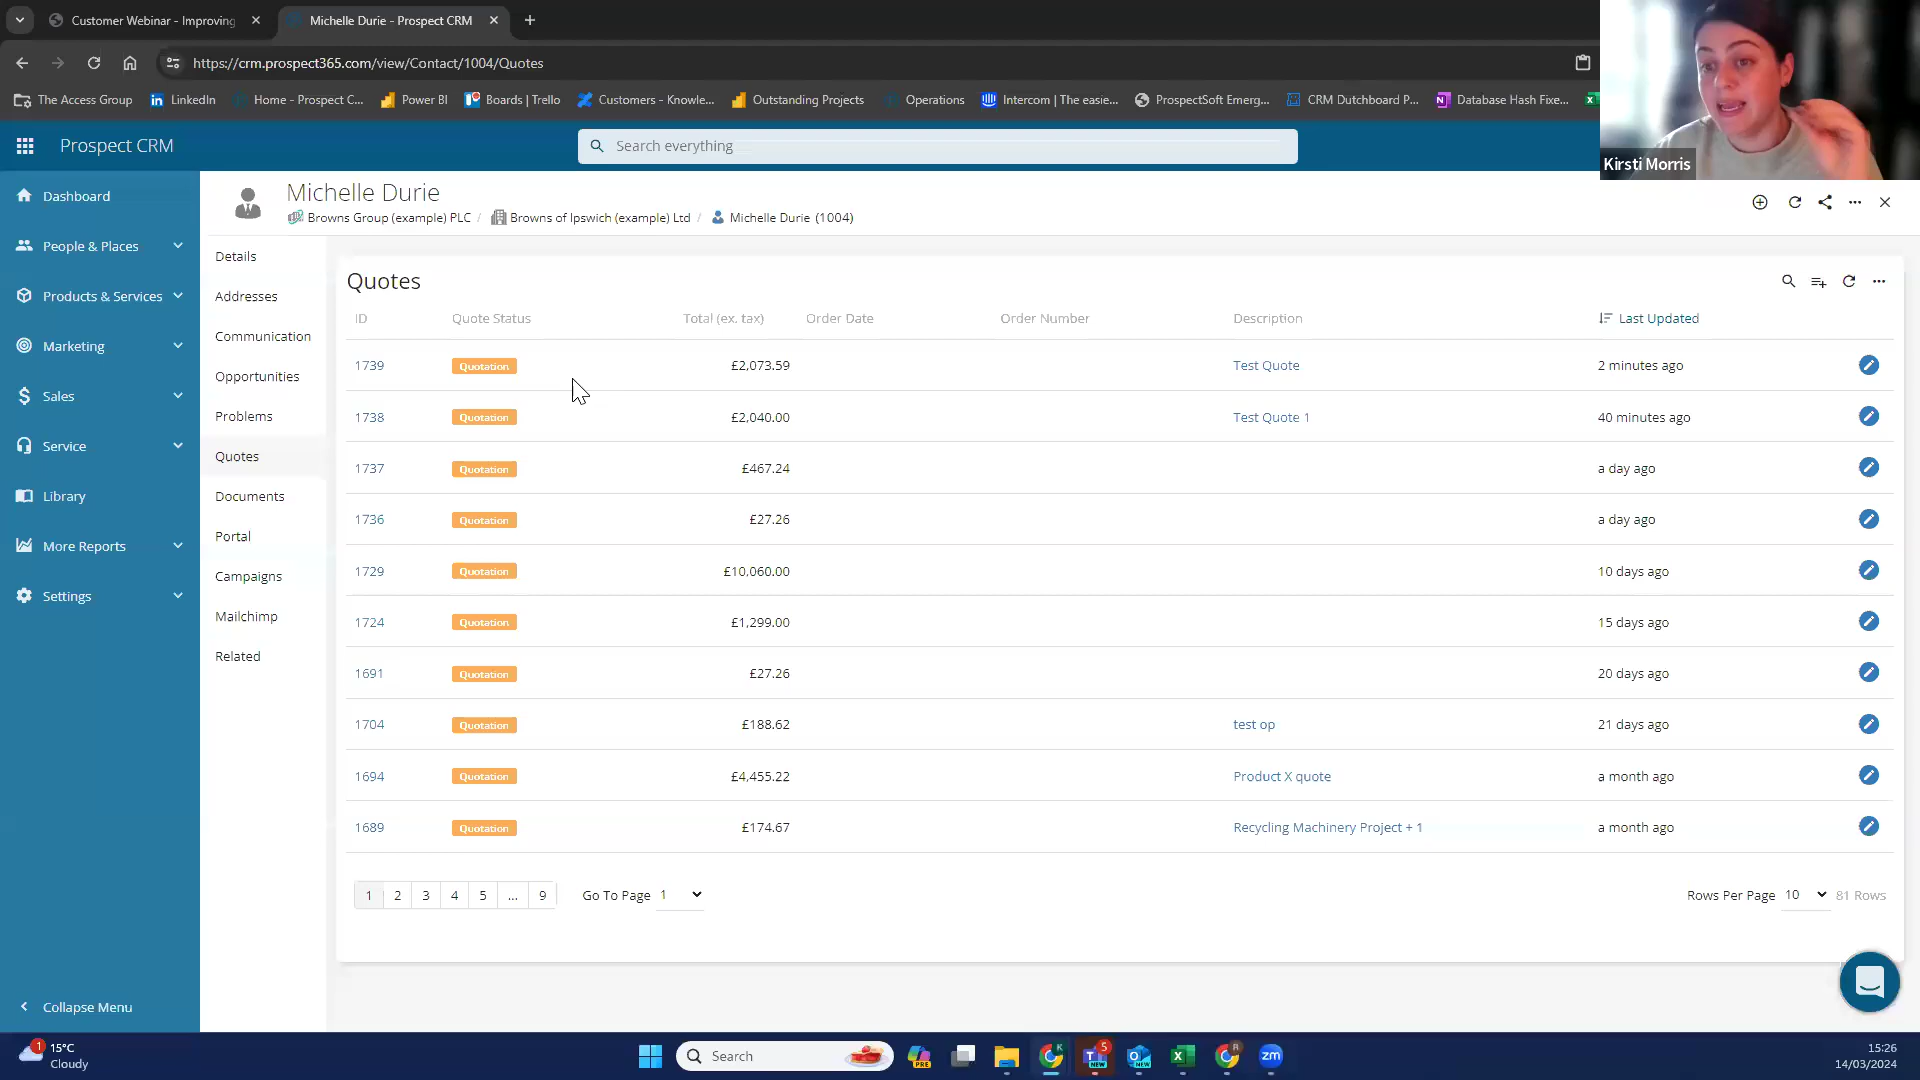 Customer Webinar - Improving
Michelle Durie - Prospect CRM
https://crm.prospect365.com/view/Contact/1004/Quotes
The Access Group
LinkedIn
Home - Prospect C...
Power BI
Boards | Trello
Customers - Knowle...
Outstanding Projects
Operations
Intercom | The easie...
ProspectSoft Emerg...
CRM Dutchboard P...
Database Hash Fixe...
Kirsti Morris
Prospect CRM
Search everything
Dashboard
People & Places
Products & Services
Marketing
Sales
Service
Library
More Reports
Settings
Collapse Menu
Michelle Durie
Browns Group (example) PLC / Browns of Ipswich (example) Ltd / Michelle Durie (1004)
Details
Addresses
Communication
Opportunities
Problems
Quotes
Documents
Portal
Campaigns
Mailchimp
Related
Quotes
ID Quote Status Total (ex. tax) Order Date Order Number Description Last Updated
1739 Quotation £2,073.59 Test Quote 2 minutes ago
1738 Quotation £2,040.00 Test Quote 1 40 minutes ago
1737 Quotation £467.24 a day ago
1736 Quotation £27.26 a day ago
1729 Quotation £10,060.00 10 days ago
1724 Quotation £1,299.00 15 days ago
1691 Quotation £27.26 20 days ago
1704 Quotation £188.62 test op 21 days ago
1694 Quotation £4,455.22 Product X quote a month ago
1689 Quotation £174.67 Recycling Machinery Project + 1 a month ago
1 2 3 4 5 ... 9 Go To Page 1 Rows Per Page 10 81 Rows
1
15°C
Cloudy
Search
PRE
K
5
NEW
NEW
R
zm
15:26
14/03/2024